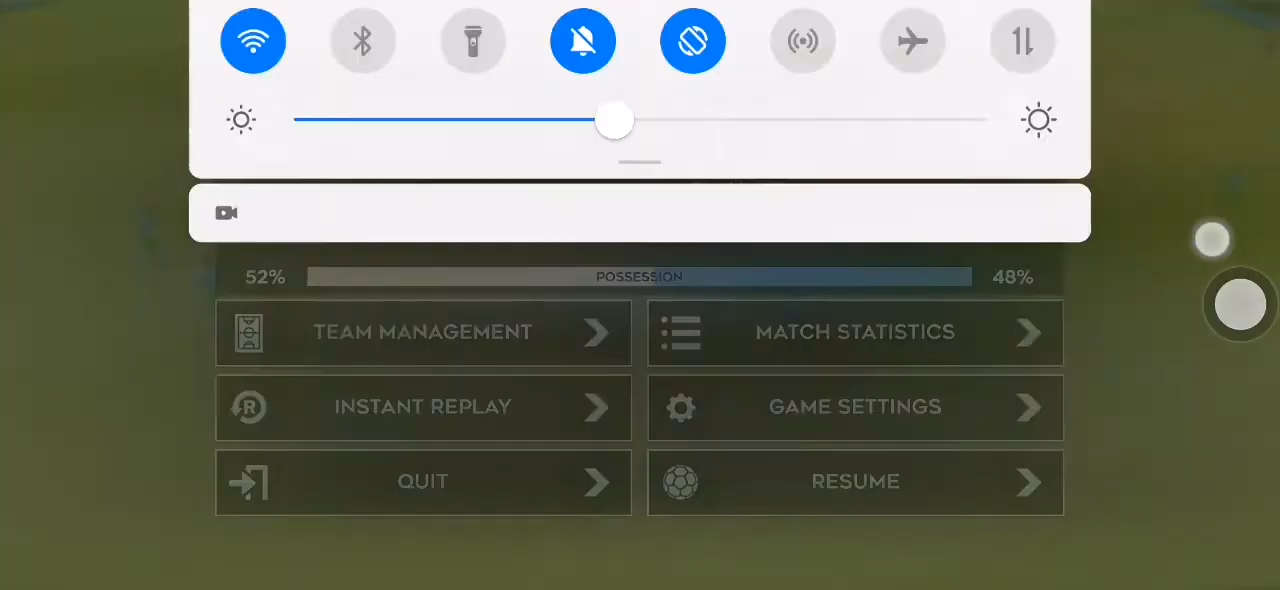 52% POSSESSION 48%
TEAM MANAGEMENT
MATCH STATISTICS
R
INSTANT REPLAY
GAME SETTINGS
QUIT
RESUME